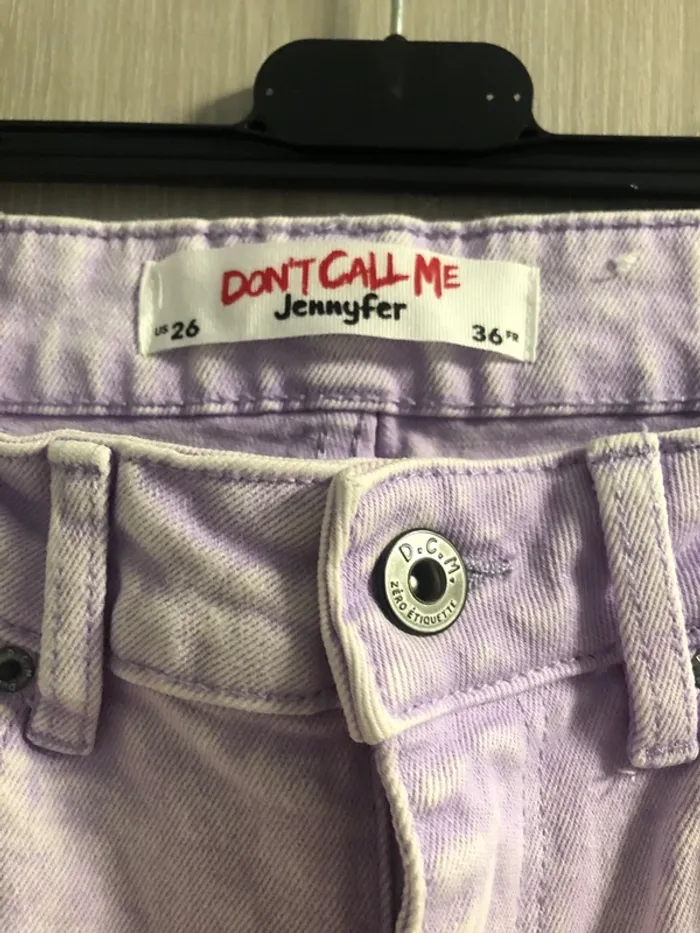 DON'T CALL ME
Jennyfer
US 26
36 FR
D.C.M.
ZÉRO ÉTIQUETTE